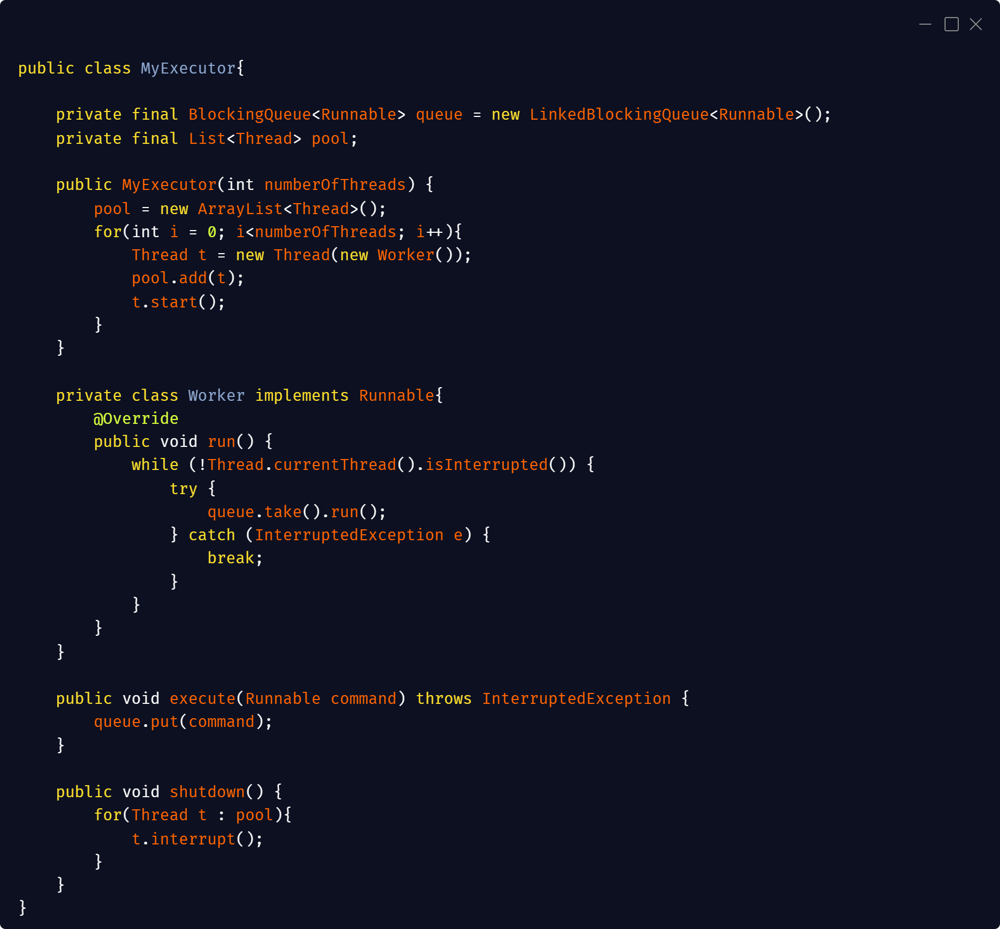 public class MyExecutor{
    private final BlockingQueue<Runnable> queue = new LinkedBlockingQueue<Runnable>();
    private final List<Thread> pool;
    public MyExecutor(int numberOfThreads) {
        pool = new ArrayList<Thread>();
        for(int i = 0; i<numberOfThreads; i++){
            Thread t = new Thread(new Worker());
            pool.add(t);
            t.start();
        }
    }
    private class Worker implements Runnable{
        @Override
        public void run() {
            while (!Thread.currentThread().isInterrupted()) {
                try {
                    queue.take().run();
                } catch (InterruptedException e) {
                    break;
                }
            }
        }
    }
    public void execute(Runnable command) throws InterruptedException {
        queue.put(command);
    }
    public void shutdown() {
        for(Thread t : pool){
            t.interrupt();
        }
    }
}